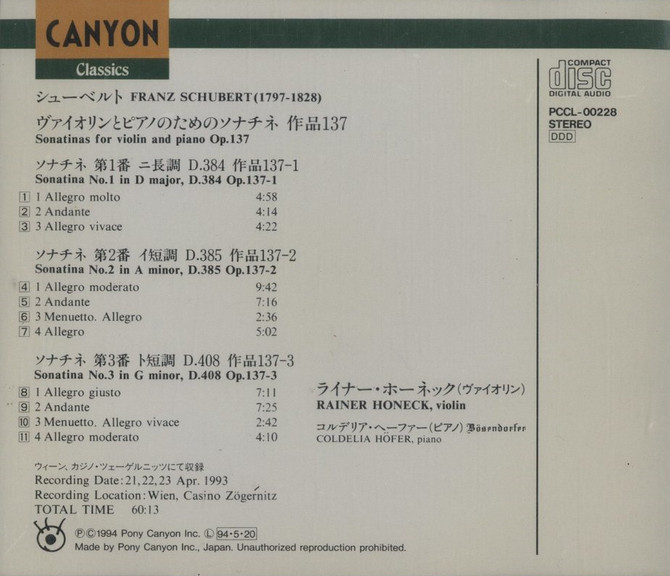 CANYON
Classics
シューベルト FRANZ SCHUBERT(1797-1828)
ヴァイオリンとピアノのためのソナチネ 作品137
Sonatinas for violin and piano Op.137
ソナチネ 第1番 ニ長調 D.384 作品137-1
Sonatina No.1 in D major, D.384 Op.137-1
1 1 Allegro molto 4:58
2 2 Andante 4:14
3 3 Allegro vivace 4:22
ソナチネ 第2番 イ短調 D.385 作品137-2
Sonatina No.2 in A minor, D.385 Op.137-2
4 1 Allegro moderato 9:42
5 2 Andante 7:16
6 3 Menuetto. Allegro 2:36
7 4 Allegro 5:02
ソナチネ 第3番 ト短調 D.408 作品137-3
Sonatina No.3 in G minor, D.408 Op.137-3
8 1 Allegro giusto 7:11
9 2 Andante 7:25
10 3 Menuetto. Allegro vivace 2:42
11 4 Allegro moderato 4:10
ライナー・ホーネック(ヴァイオリン)
RAINER HONECK, violin
コルデリア・ヘーファー(ピアノ) Bösendorfer
COLDELIA HÖFER, piano
ウィーン, カジノ・ツェーゲルニッツにて収録
Recording Date:21,22,23 Apr. 1993
Recording Location:Wien, Casino Zögernitz
TOTAL TIME 60:13
ⓅⒸ1994 Pony Canyon Inc. Ⓛ 94・5・20
Made by Pony Canyon Inc., Japan. Unauthorized reproduction prohibited.
COMPACT
disc
DIGITAL AUDIO
PCCL-00228
STEREO
DDD